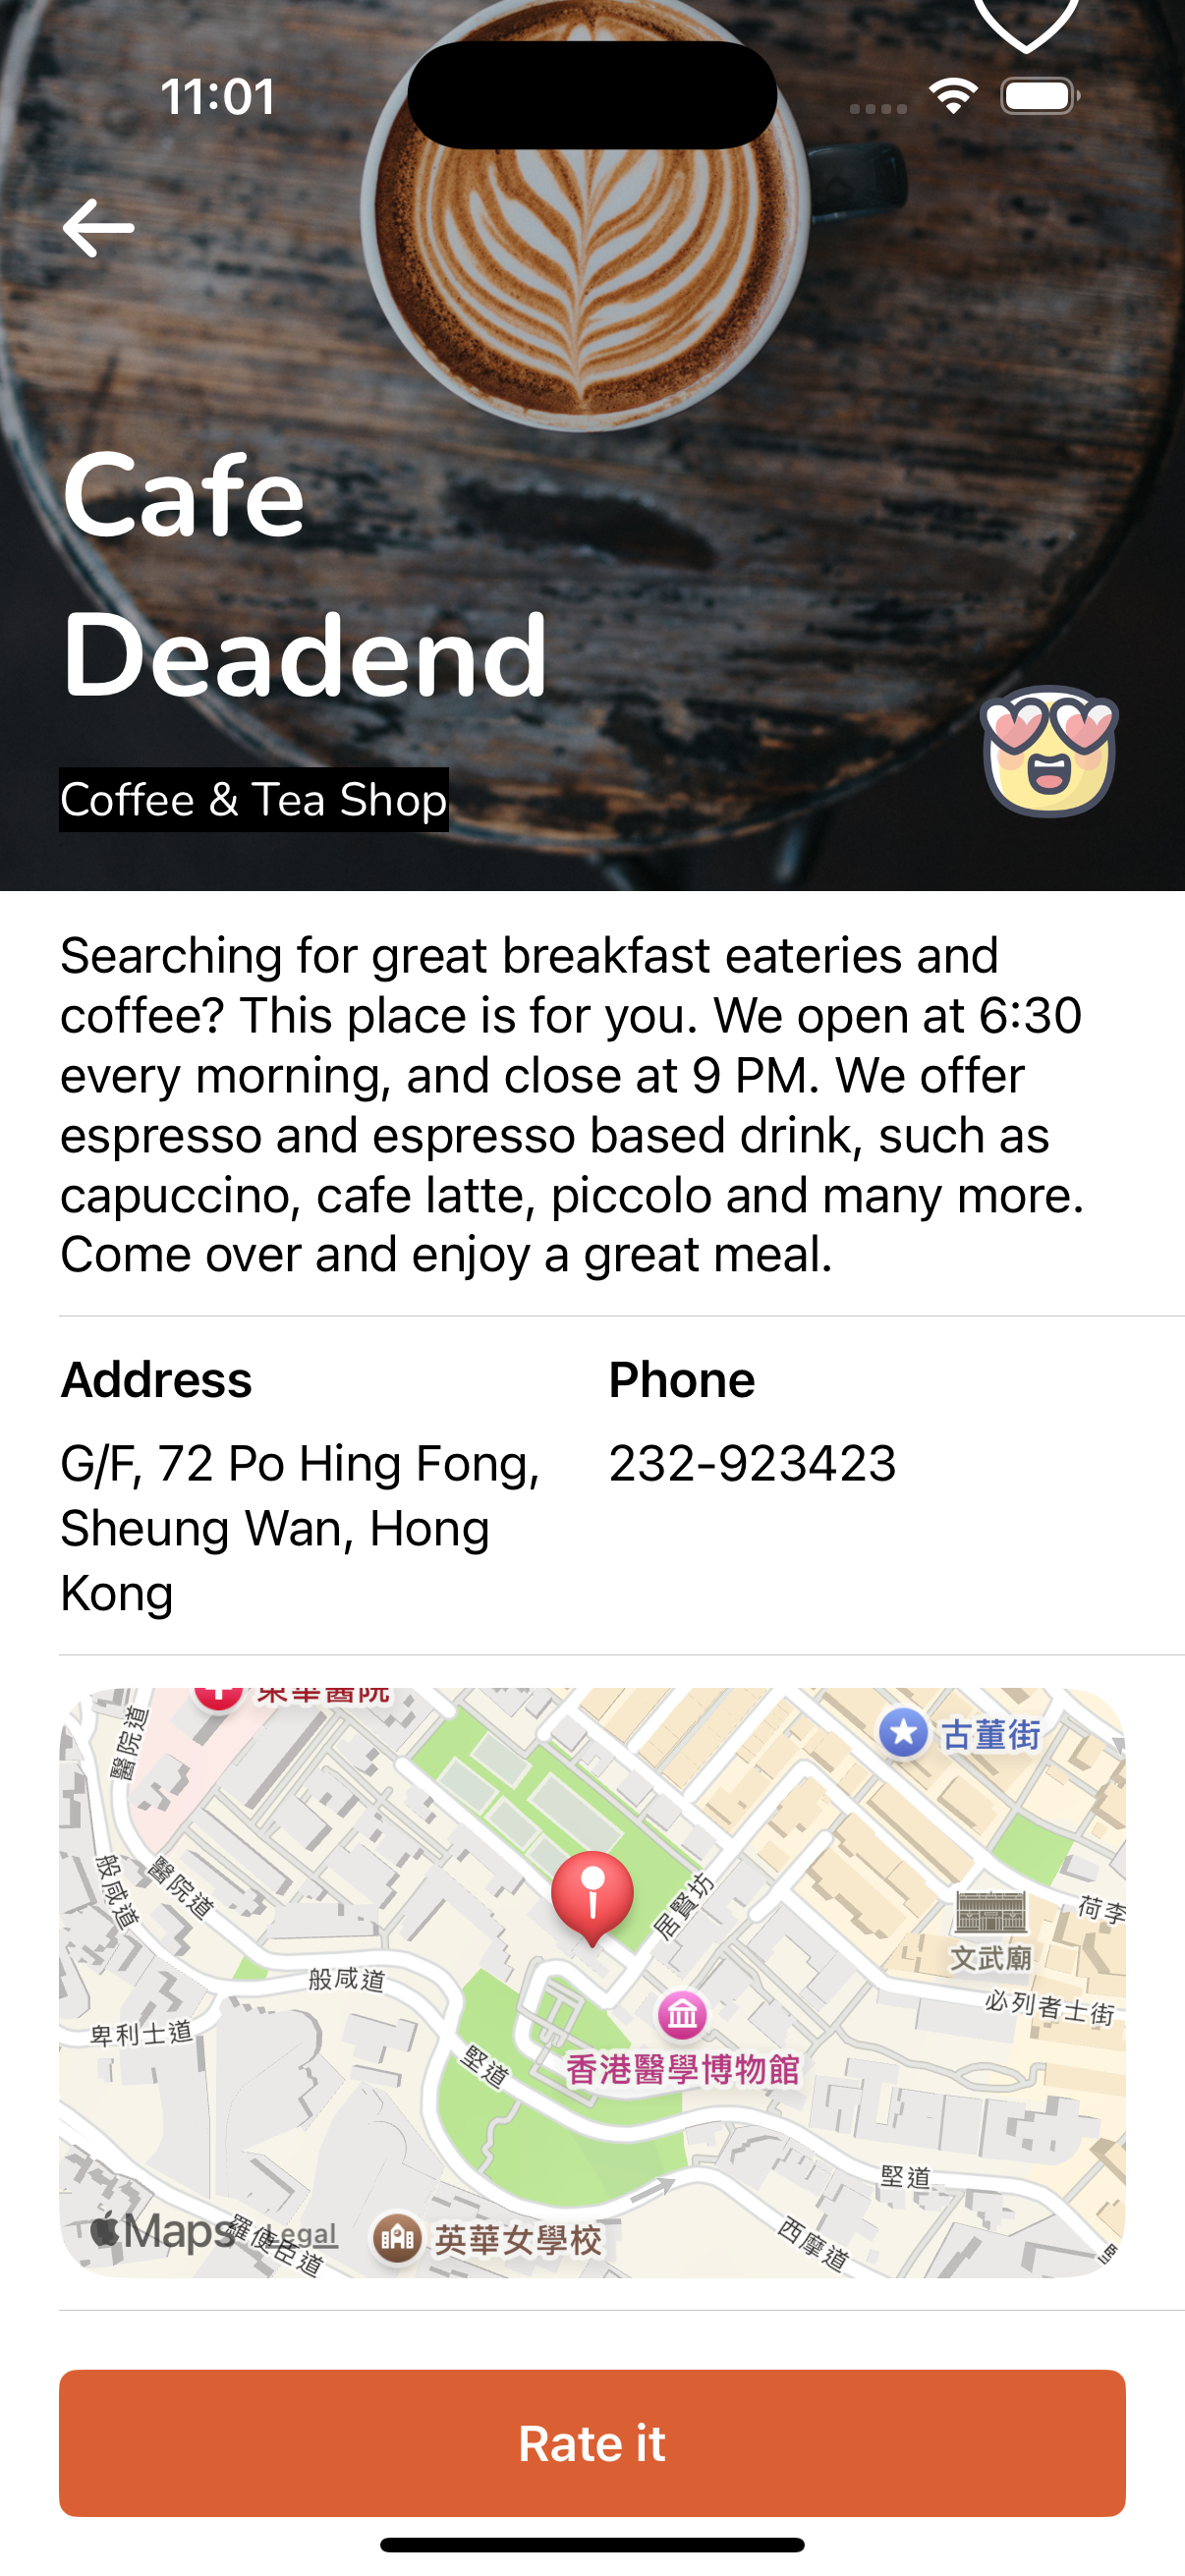 11:01
Cafe
Deadend
Coffee & Tea Shop
Searching for great breakfast eateries and
coffee? This place is for you. We open at 6:30
every morning, and close at 9 PM. We offer
espresso and espresso based drink, such as
capuccino, cafe latte, piccolo and many more.
Come over and enjoy a great meal.
Address
Phone
G/F, 72 Po Hing Fong,
Sheung Wan, Hong
Kong
232-923423
東華醫院
醫院道
古董街
般咸道
醫院道
居賢坊
荷李
文武廟
般咸道
必列者士街
卑利士道
堅道
香港醫學博物館
堅道
Maps
Legal
羅便臣道
英華女學校
西摩道
Rate it